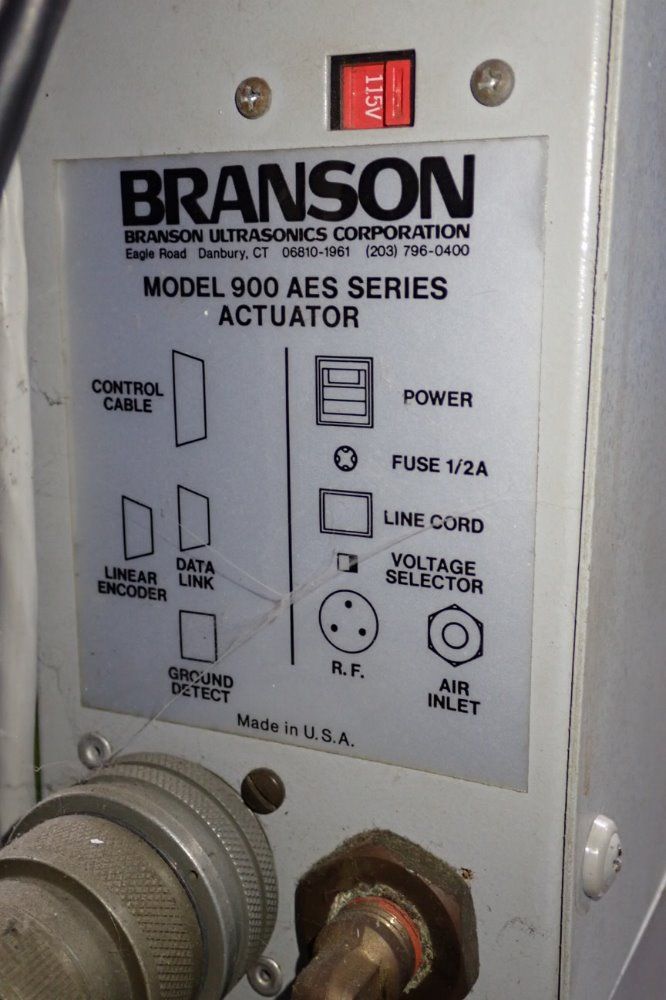 115V
BRANSON
BRANSON ULTRASONICS CORPORATION
Eagle Road Danbury, CT 06810-1961 (203) 796-0400
MODEL 900 AES SERIES
ACTUATOR
CONTROL
CABLE
LINEAR
ENCODER
DATA
LINK
GROUND
DETECT
POWER
FUSE 1/2A
LINE CORD
VOLTAGE
SELECTOR
R.F.
AIR
INLET
Made in U.S.A.